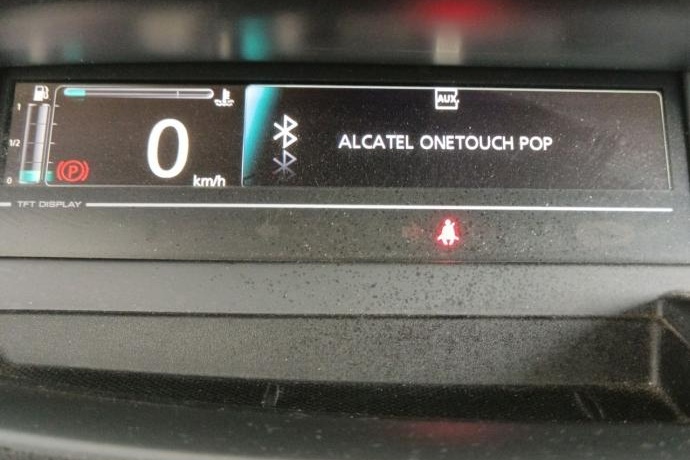 AUX
1
1/2
0
P
0
km/h
ALCATEL ONETOUCH POP
TFT DISPLAY